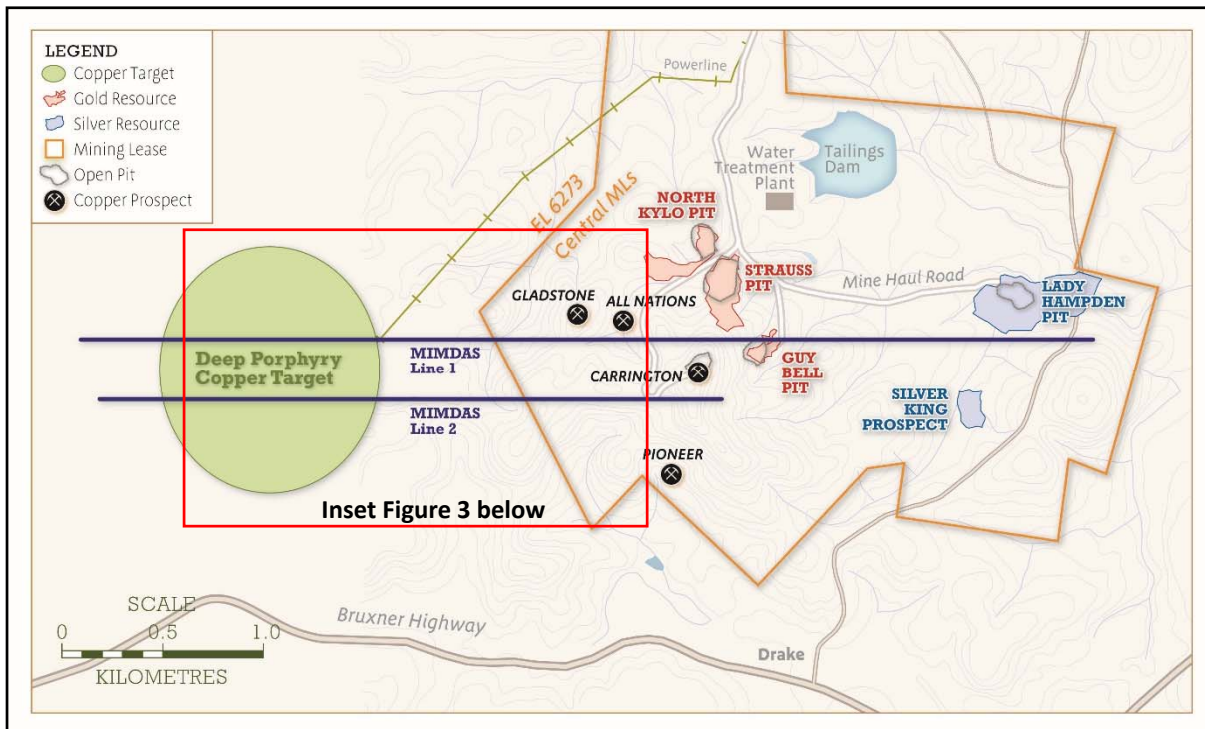 LEGEND
Copper Target
Gold Resource
Silver Resource
Mining Lease
Open Pit
Copper Prospect
Powerline
Water
Treatment
Plant
Tailings
Dam
EL 6273
Central MLs
NORTH
KYLO PIT
STRAUSS
PIT
Mine Haul Road
LADY
HAMPDEN
PIT
GLADSTONE
ALL NATIONS
Deep Porphyry
Copper Target
MIMDAS
Line 1
CARRINGTON
GUY
BELL
PIT
MIMDAS
Line 2
SILVER
KING
PROSPECT
PIONEER
Inset Figure 3 below
SCALE
0 0.5 1.0
KILOMETRES
Bruxner Highway
Drake